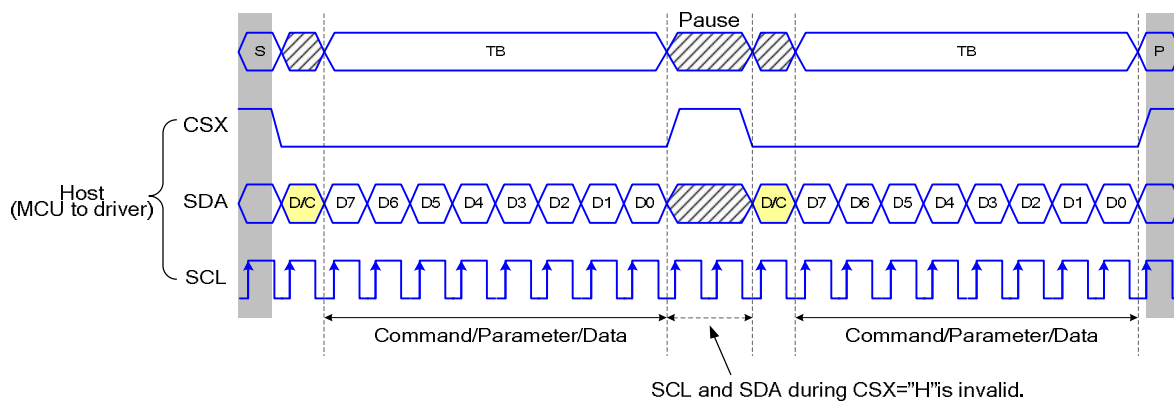 Pause
S TB TB P
CSX
Host
(MCU to driver)
SDA D/C D7 D6 D5 D4 D3 D2 D1 D0 D/C D7 D6 D5 D4 D3 D2 D1 D0
SCL
Command/Parameter/Data Command/Parameter/Data
SCL and SDA during CSX=”H”is invalid.